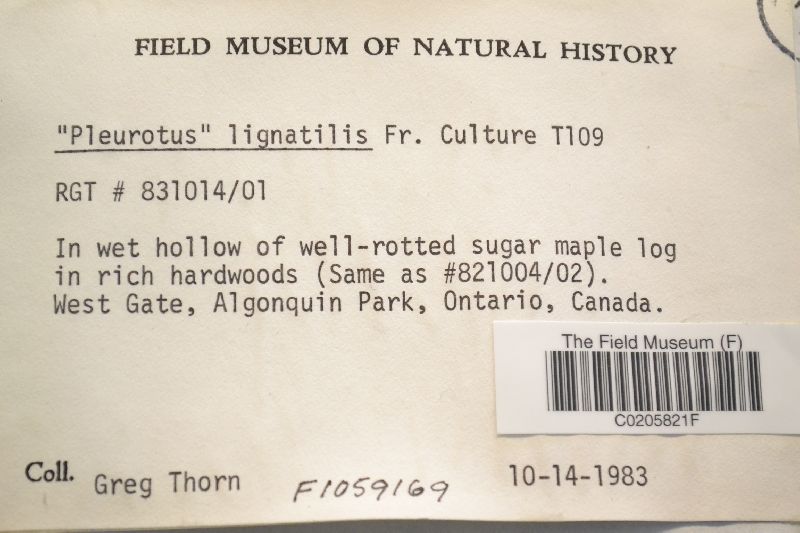 FIELD MUSEUM OF NATURAL HISTORY
"Pleurotus" lignatilis Fr. Culture T109
RGT # 831014/01
In wet hollow of well-rotted sugar maple log
in rich hardwoods (Same as #821004/02).
West Gate, Algonquin Park, Ontario, Canada.
The Field Museum (F)
C0205821F
Coll. Greg Thorn F1059169 10-14-1983